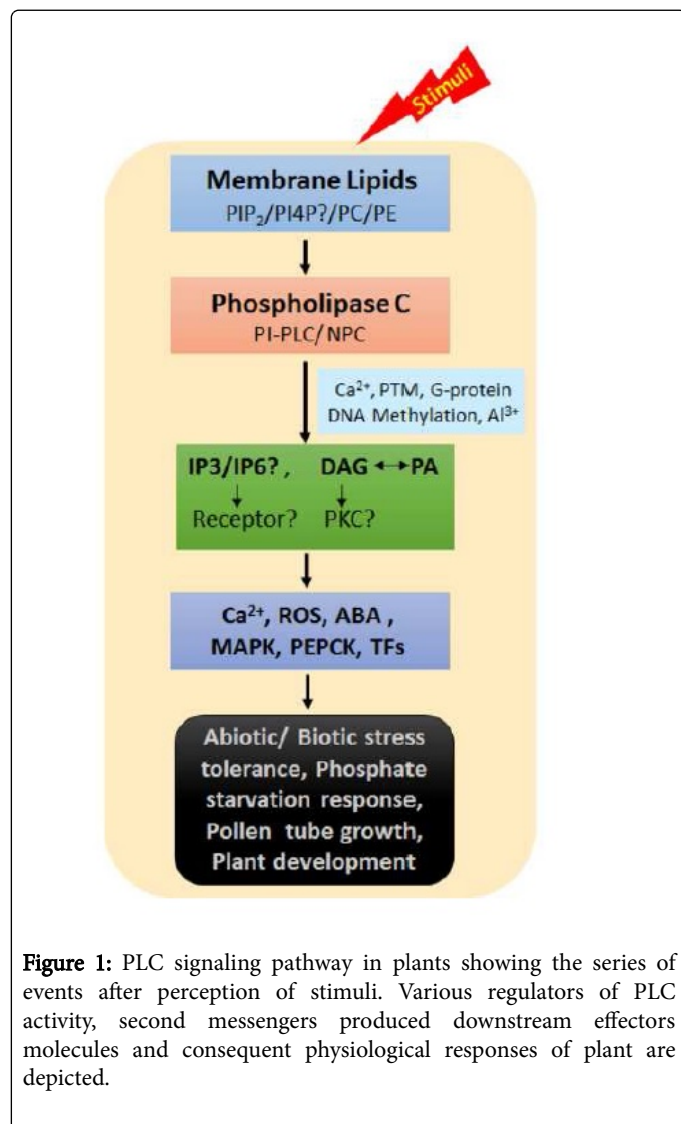 Stimuli
Membrane Lipids
PIP₂/PI4P?/PC/PE
Phospholipase C
PI-PLC/ NPC
Ca²⁺, PTM, G-protein
DNA Methylation, Al³⁺
IP3/IP6? , DAG ↔ PA
Receptor? PKC?
Ca²⁺, ROS, ABA ,
MAPK, PEPCK, TFs
Abiotic/ Biotic stress
tolerance, Phosphate
starvation response,
Pollen tube growth,
Plant development
Figure 1: PLC signaling pathway in plants showing the series of
events after perception of stimuli. Various regulators of PLC
activity, second messengers produced downstream effectors
molecules and consequent physiological responses of plant are
depicted.